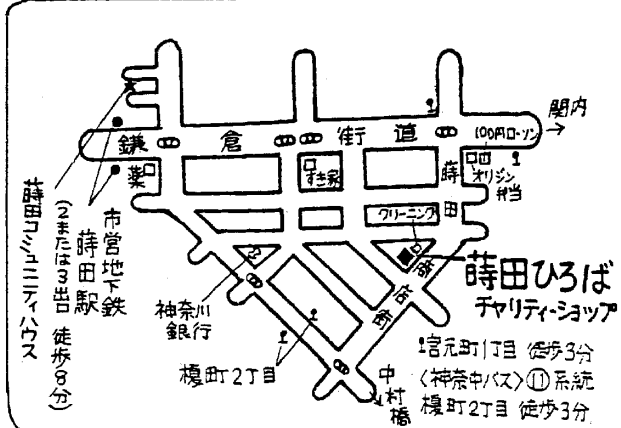 鎌倉街道
関内
100円ローソン
オリジン
弁当
薬
すき家
蒔田
商店街
クリーニング
蒔田コミュニティハウス
市営地下鉄
蒔田駅
(2または3出 徒歩8分)
神奈川
銀行
榎町2丁目
中村橋
蒔田ひろば
チャリティーショップ
宮元町1丁目 徒歩3分
〈神奈中バス〉⑪系統
榎町2丁目 徒歩3分